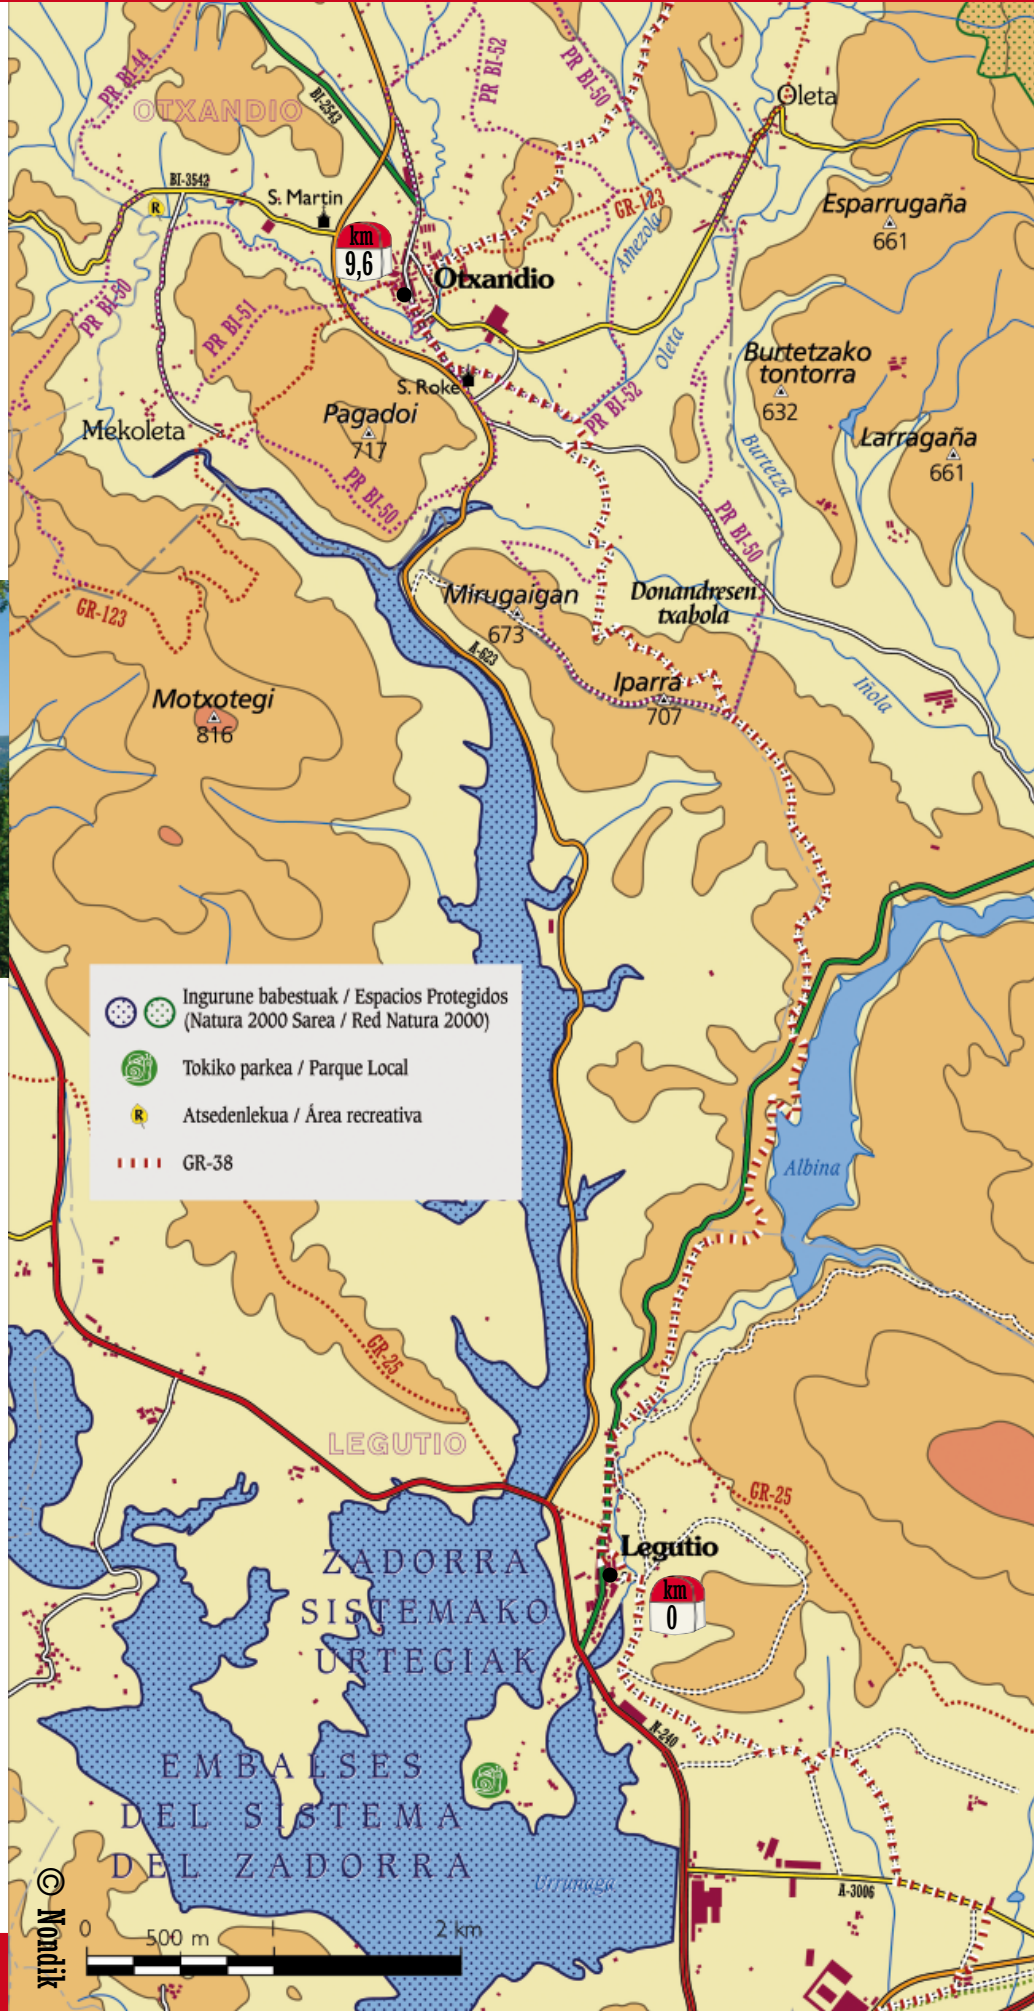 PR BI-44
OTXANDIO
BI-2543
PR BI-52
PR BI-50
Oleta
BI-3542
R
S. Martin
km
9,6
Otxandio
GR-123
Amezola
Esparrugaña
661
PR BI-50
PR BI-51
Oleta
Burtetzako
tontorra
632
S. Roke
Pagadoi
717
PR BI-52
Mekoleta
Larragaña
661
Burtetza
PR BI-50
PR BI-50
GR-123
Mirugaigan
673
Donandresen
txabola
A-623
Iparra
707
Iñola
Motxotegi
816
Ingurune babestuak / Espacios Protegidos
(Natura 2000 Sarea / Red Natura 2000)
Tokiko parkea / Parque Local
R
Atsedenlekua / Área recreativa
GR-38
Albina
GR-25
LEGUTIO
GR-25
Legutio
km
0
ZADORRA
SISTEMAKO
URTEGIAK
N-240
EMBALSES
DEL SISTEMA
DEL ZADORRA
Urrunaga
A-3006
© Nondik
0
500 m
2 km